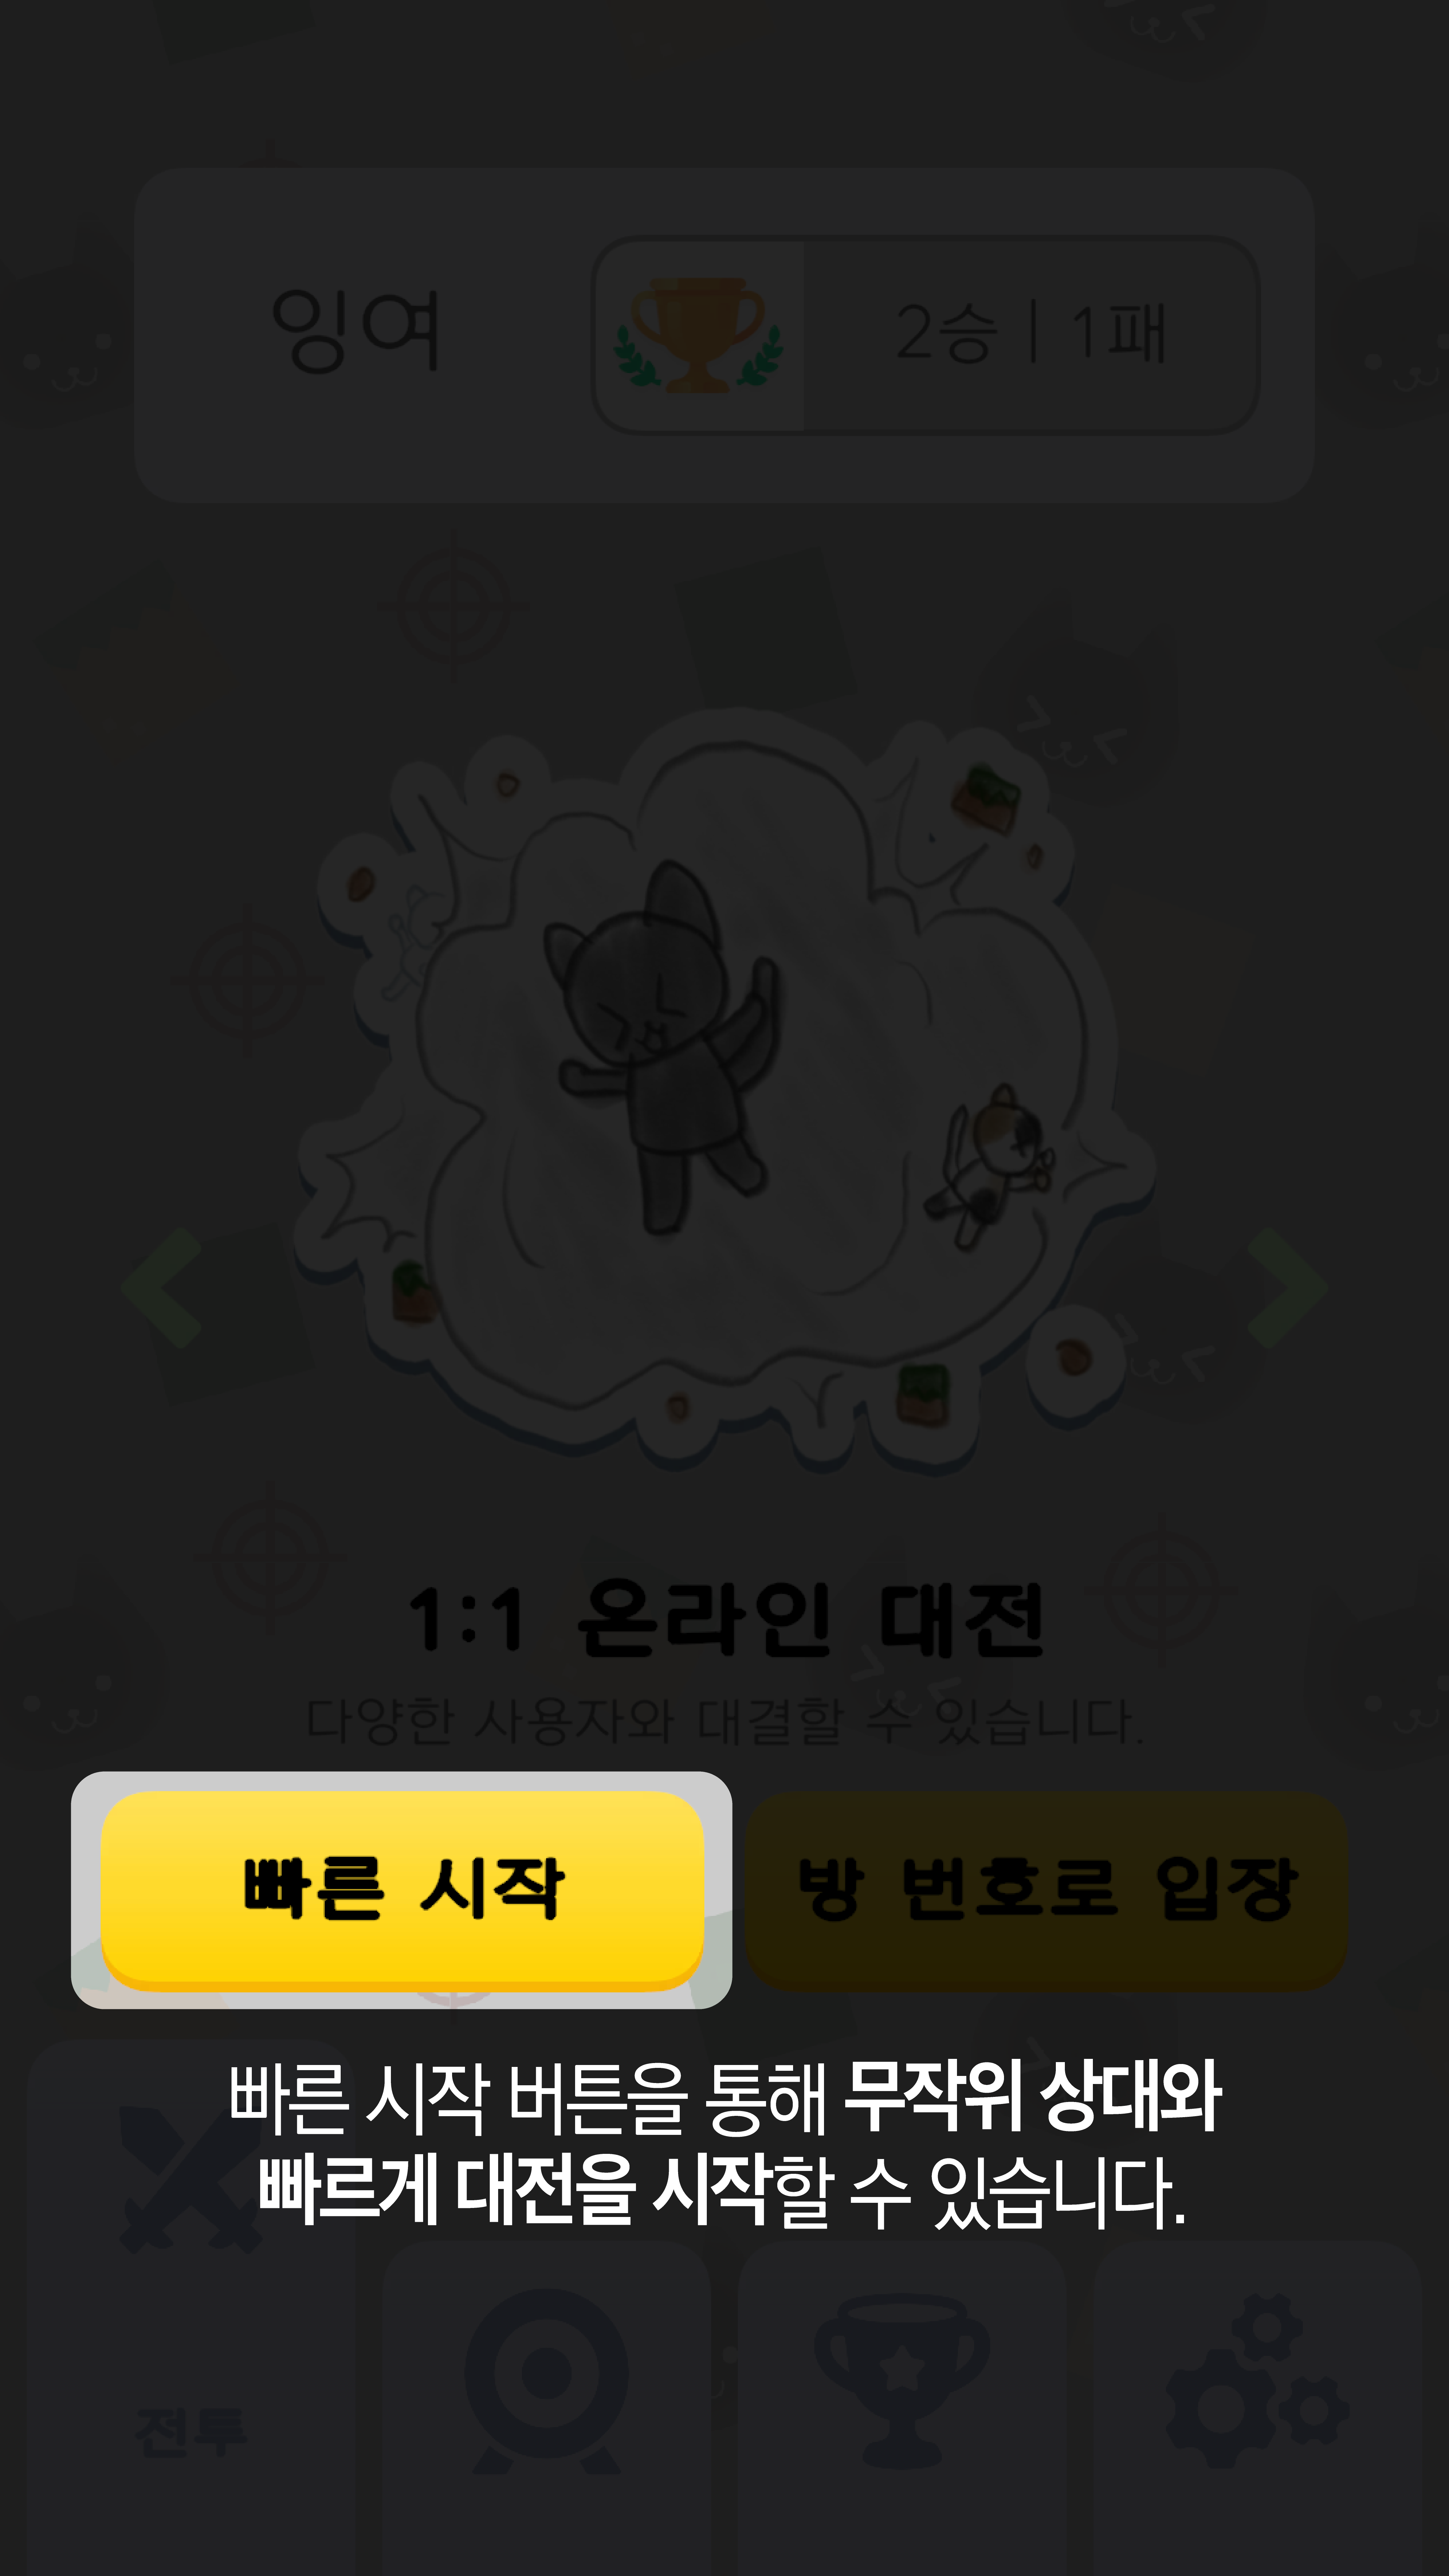 잉여
2승 | 1패
1:1 온라인 대전
다양한 사용자와 대결할 수 있습니다.
빠른 시작
방 번호로 입장
빠른 시작 버튼을 통해 무작위 상대와
빠르게 대전을 시작할 수 있습니다.
전투